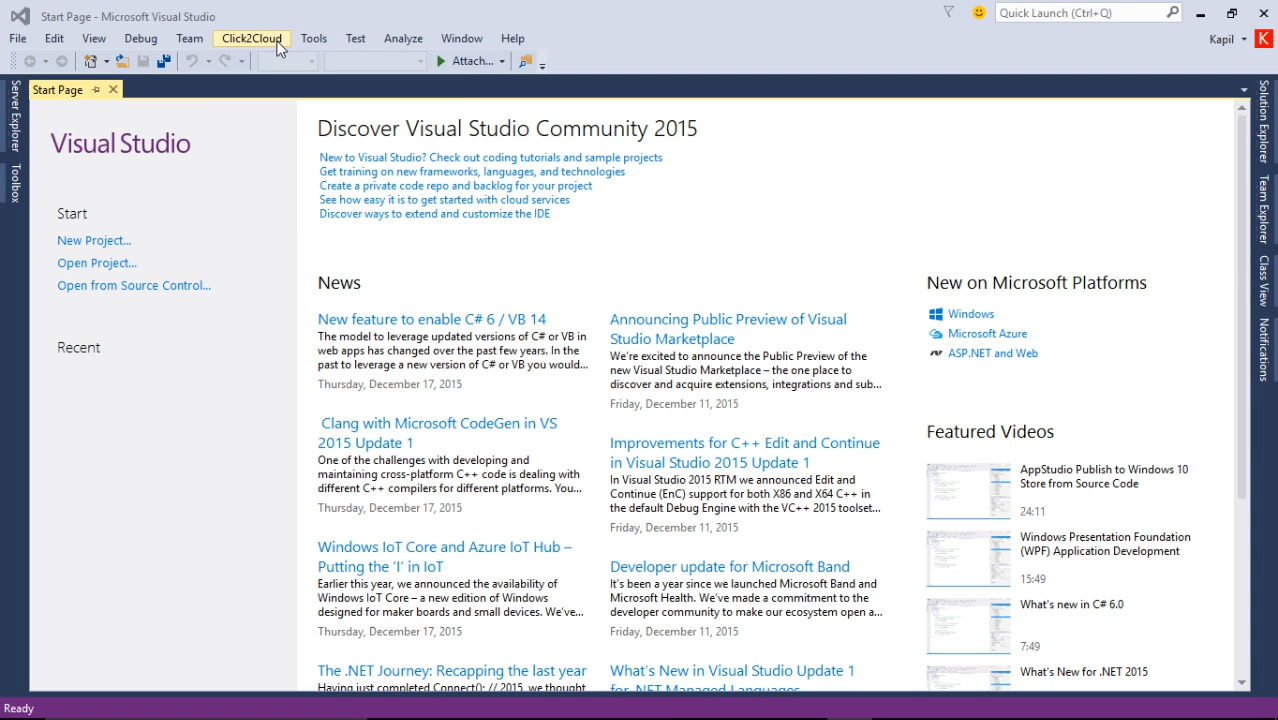 Start Page - Microsoft Visual Studio
Quick Launch (Ctrl+Q)
File Edit View Debug Team Click2Cloud Tools Test Analyze Window Help
Kapil K
Attach...
Start Page
Server Explorer
Toolbox
Solution Explorer
Team Explorer
Class View
Notifications
Visual Studio
Start
New Project...
Open Project...
Open from Source Control...
Recent
Discover Visual Studio Community 2015
New to Visual Studio? Check out coding tutorials and sample projects
Get training on new frameworks, languages, and technologies
Create a private code repo and backlog for your project
See how easy it is to get started with cloud services
Discover ways to extend and customize the IDE
News
New feature to enable C# 6 / VB 14
The model to leverage updated versions of C# or VB in
web apps has changed over the past few years. In the
past to leverage a new version of C# or VB you would...
Thursday, December 17, 2015
Clang with Microsoft CodeGen in VS
2015 Update 1
One of the challenges with developing and
maintaining cross-platform C++ code is dealing with
different C++ compilers for different platforms. You...
Thursday, December 17, 2015
Windows IoT Core and Azure IoT Hub –
Putting the 'I' in IoT
Earlier this year, we announced the availability of
Windows IoT Core – a new edition of Windows
designed for maker boards and small devices. We've...
Thursday, December 17, 2015
The .NET Journey: Recapping the last year
Having just completed Connect(); // 2015, we thought
Announcing Public Preview of Visual
Studio Marketplace
We're excited to announce the Public Preview of the
new Visual Studio Marketplace – the one place to
discover and acquire extensions, integrations and sub...
Friday, December 11, 2015
Improvements for C++ Edit and Continue
in Visual Studio 2015 Update 1
In Visual Studio 2015 RTM we announced Edit and
Continue (EnC) support for both X86 and X64 C++ in
the default Debug Engine with the VC++ 2015 toolset...
Friday, December 11, 2015
Developer update for Microsoft Band
It's been a year since we launched Microsoft Band and
Microsoft Health. We've made a commitment to the
developer community to make our ecosystem open a...
Friday, December 11, 2015
What's New in Visual Studio Update 1
for .NET Managed Languages
New on Microsoft Platforms
Windows
Microsoft Azure
ASP.NET and Web
Featured Videos
AppStudio Publish to Windows 10
Store from Source Code
24:11
Windows Presentation Foundation
(WPF) Application Development
15:49
What's new in C# 6.0
7:49
What's New for .NET 2015
Ready